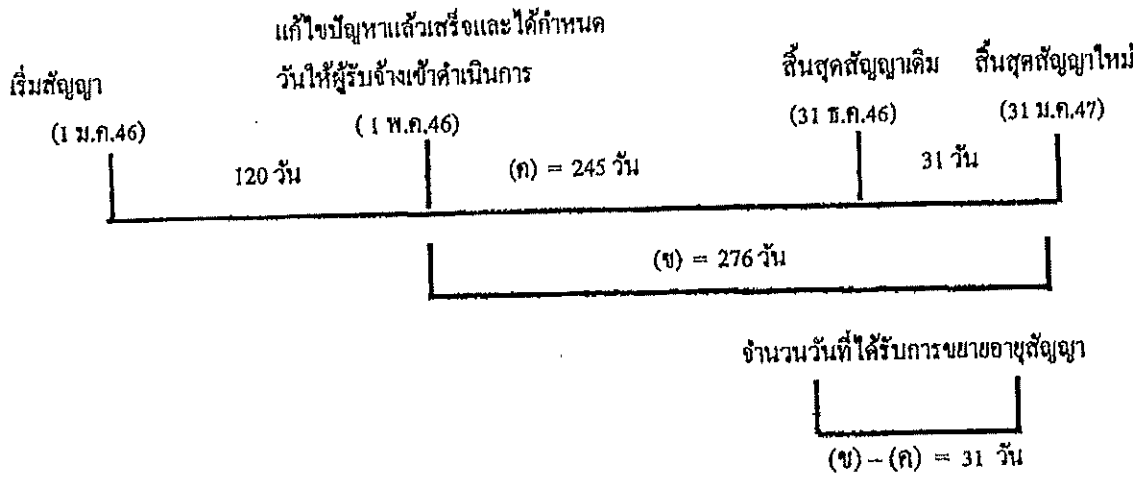 แก้ไขปัญหาแล้วเสร็จและได้กำหนด
วันให้ผู้รับจ้างเข้าดำเนินการ
เริ่มสัญญา
สิ้นสุดสัญญาเดิม
สิ้นสุดสัญญาใหม่
(1 ม.ค.46)
( 1 พ.ค.46)
(31 ธ.ค.46)
(31 ม.ค.47)
120 วัน
(ค) = 245 วัน
31 วัน
(ข) = 276 วัน
จำนวนวันที่ได้รับการขยายอายุสัญญา
(ข) – (ค) = 31 วัน